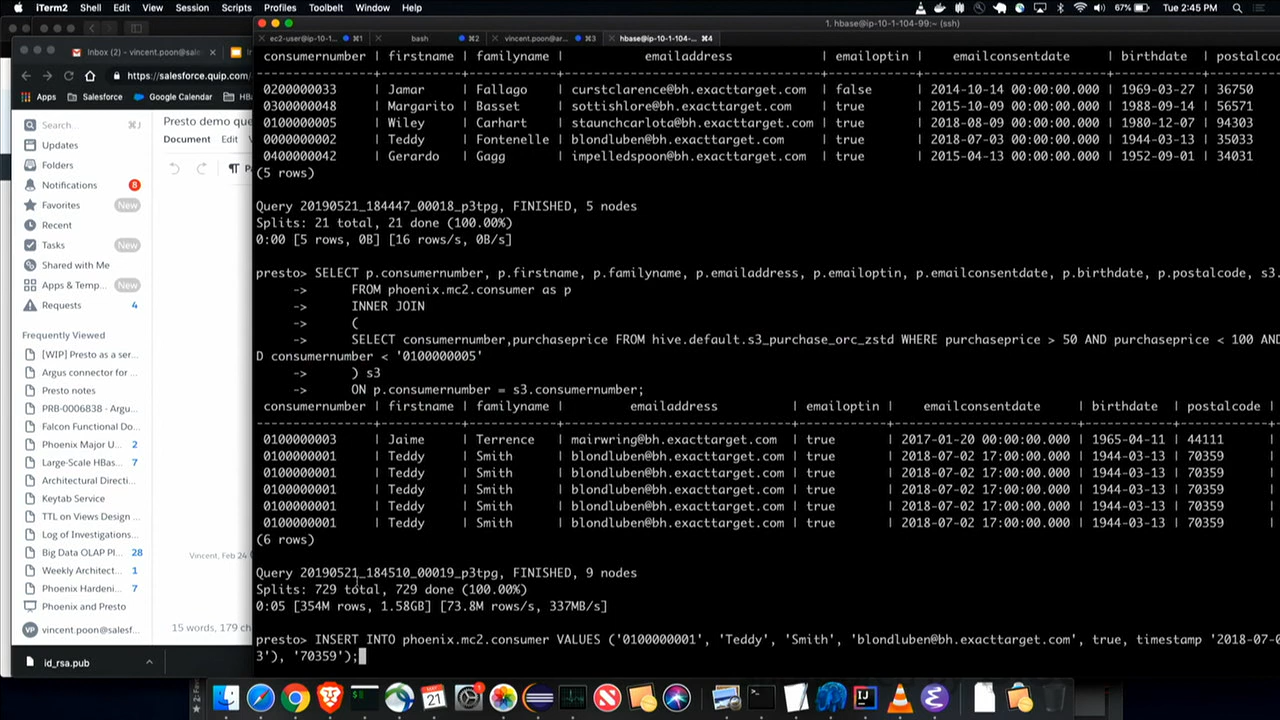 iTerm2 Shell Edit View Session Scripts Profiles Toolbelt Window Help
67% Tue 2:45 PM
1. hbase@ip-10-1-104-99:~ (ssh)
ec2-user@ip-10-1... ⌘1
bash ⌘2
vincent.poon@ar... ⌘3
hbase@ip-10-1-104-... ⌘4
Inbox (2) – vincent.poon@sale
https://salesforce.quip.com/
Apps Salesforce Google Calendar HBa
Search... ⌘J
Updates
Folders
Notifications 8
Favorites New
Recent
Tasks New
Shared with Me
Apps & Temp... New
Requests 4
Frequently Viewed
[WIP] Presto as a ser...
Argus connector for ...
Presto notes
PRB-0006838 - Argu...
Falcon Functional Do...
Phoenix Major U... 2
Large-Scale HBas... 7
Architectural Directi...
Keytab Service
TTL on Views Design ...
Log of Investigations...
Big Data OLAP Pl... 28
Weekly Architect... 1
Phoenix Hardeni... 7
Phoenix and Presto
VP vincent.poon@salesf...
Presto demo que
Document Edit
Vincent, Feb 24
15 words, 179 ch
id_rsa.pub
consumernumber | firstname | familyname | emailaddress | emailoptin | emailconsentdate | birthdate | postalcode
0200000033 | Jamar | Fallago | curstclarence@bh.exacttarget.com | false | 2014-10-14 00:00:00.000 | 1969-03-27 | 36750
0300000048 | Margarito | Basset | sottishlore@bh.exacttarget.com | true | 2015-10-09 00:00:00.000 | 1988-09-14 | 56571
0100000005 | Wiley | Carhart | staunchcarlota@bh.exacttarget.com | true | 2018-08-09 00:00:00.000 | 1980-12-07 | 94303
0000000002 | Teddy | Fontenelle | blondluben@bh.exacttarget.com | true | 2018-07-03 00:00:00.000 | 1944-03-13 | 35033
0400000042 | Gerardo | Gagg | impelledspoon@bh.exacttarget.com | true | 2015-04-13 00:00:00.000 | 1952-09-01 | 34031
(5 rows)
Query 20190521_184447_00018_p3tpg, FINISHED, 5 nodes
Splits: 21 total, 21 done (100.00%)
0:00 [5 rows, 0B] [16 rows/s, 0B/s]
presto> SELECT p.consumernumber, p.firstname, p.familyname, p.emailaddress, p.emailoptin, p.emailconsentdate, p.birthdate, p.postalcode, s3.
-> FROM phoenix.mc2.consumer as p
-> INNER JOIN
-> (
-> SELECT consumernumber,purchaseprice FROM hive.default.s3_purchase_orc_zstd WHERE purchaseprice > 50 AND purchaseprice < 100 AN
D consumernumber < '0100000005'
-> ) s3
-> ON p.consumernumber = s3.consumernumber;
consumernumber | firstname | familyname | emailaddress | emailoptin | emailconsentdate | birthdate | postalcode |
0100000003 | Jaime | Terrence | mairwring@bh.exacttarget.com | true | 2017-01-20 00:00:00.000 | 1965-04-11 | 44111 |
0100000001 | Teddy | Smith | blondluben@bh.exacttarget.com | true | 2018-07-02 17:00:00.000 | 1944-03-13 | 70359 |
0100000001 | Teddy | Smith | blondluben@bh.exacttarget.com | true | 2018-07-02 17:00:00.000 | 1944-03-13 | 70359 |
0100000001 | Teddy | Smith | blondluben@bh.exacttarget.com | true | 2018-07-02 17:00:00.000 | 1944-03-13 | 70359 |
0100000001 | Teddy | Smith | blondluben@bh.exacttarget.com | true | 2018-07-02 17:00:00.000 | 1944-03-13 | 70359 |
0100000001 | Teddy | Smith | blondluben@bh.exacttarget.com | true | 2018-07-02 17:00:00.000 | 1944-03-13 | 70359 |
(6 rows)
Query 20190521_184510_00019_p3tpg, FINISHED, 9 nodes
Splits: 729 total, 729 done (100.00%)
0:05 [354M rows, 1.58GB] [73.8M rows/s, 337MB/s]
presto> INSERT INTO phoenix.mc2.consumer VALUES ('0100000001', 'Teddy', 'Smith', 'blondluben@bh.exacttarget.com', true, timestamp '2018-07-0
3'), '70359');